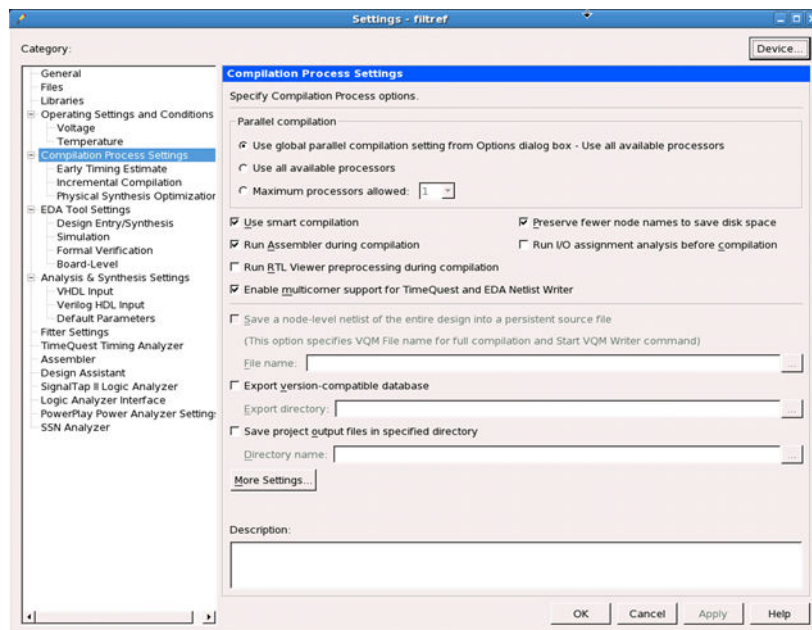 Settings - filtref
Category:
Device...
General
Files
Libraries
Operating Settings and Conditions
Voltage
Temperature
Compilation Process Settings
Early Timing Estimate
Incremental Compilation
Physical Synthesis Optimization
EDA Tool Settings
Design Entry/Synthesis
Simulation
Formal Verification
Board-Level
Analysis & Synthesis Settings
VHDL Input
Verilog HDL Input
Default Parameters
Fitter Settings
TimeQuest Timing Analyzer
Assembler
Design Assistant
SignalTap II Logic Analyzer
Logic Analyzer Interface
PowerPlay Power Analyzer Setting
SSN Analyzer
Compilation Process Settings
Specify Compilation Process options.
Parallel compilation
Use global parallel compilation setting from Options dialog box - Use all available processors
Use all available processors
Maximum processors allowed: 1
Use smart compilation
Preserve fewer node names to save disk space
Run Assembler during compilation
Run I/O assignment analysis before compilation
Run RTL Viewer preprocessing during compilation
Enable multicorner support for TimeQuest and EDA Netlist Writer
Save a node-level netlist of the entire design into a persistent source file
(This option specifies VQM File name for full compilation and Start VQM Writer command)
File name: ...
Export version-compatible database
Export directory: ...
Save project output files in specified directory
Directory name: ...
More Settings...
Description:
OK Cancel Apply Help